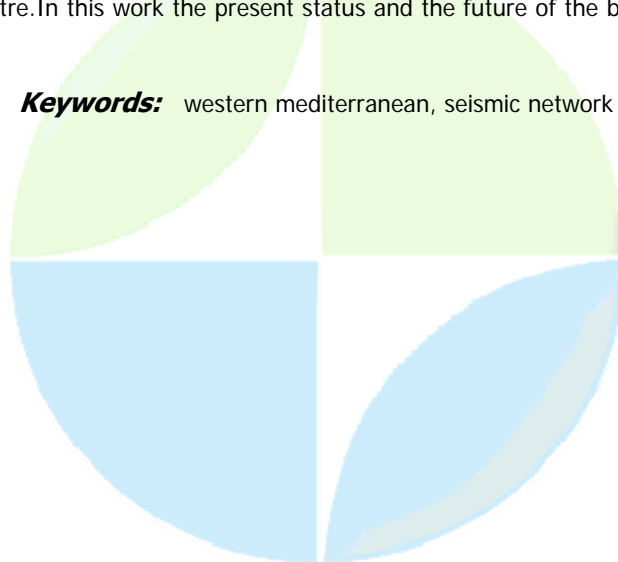 tre.In this work the present status and the future of the b
Keywords: western mediterranean, seismic network